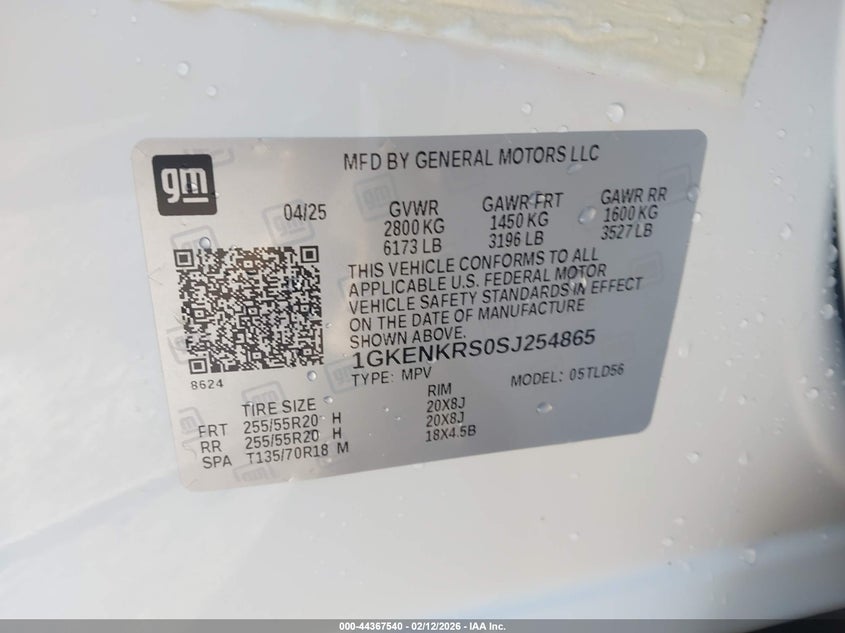 gm
MFD BY GENERAL MOTORS LLC
04/25
GVWR
2800 KG
6173 LB
GAWR FRT
1450 KG
3196 LB
GAWR RR
1600 KG
3527 LB
THIS VEHICLE CONFORMS TO ALL
APPLICABLE U.S. FEDERAL MOTOR
VEHICLE SAFETY STANDARDS IN EFFECT
ON THE DATE OF MANUFACTURE
SHOWN ABOVE.
1GKENKRS0SJ254865
8624
TYPE: MPV
MODEL: 05TLD56
TIRE SIZE RIM
FRT 255/55R20 H 20X8J
RR 255/55R20 H 20X8J
SPA T135/70R18 M 18X4.5B
000-44367540 - 02/12/2026 - IAA Inc.